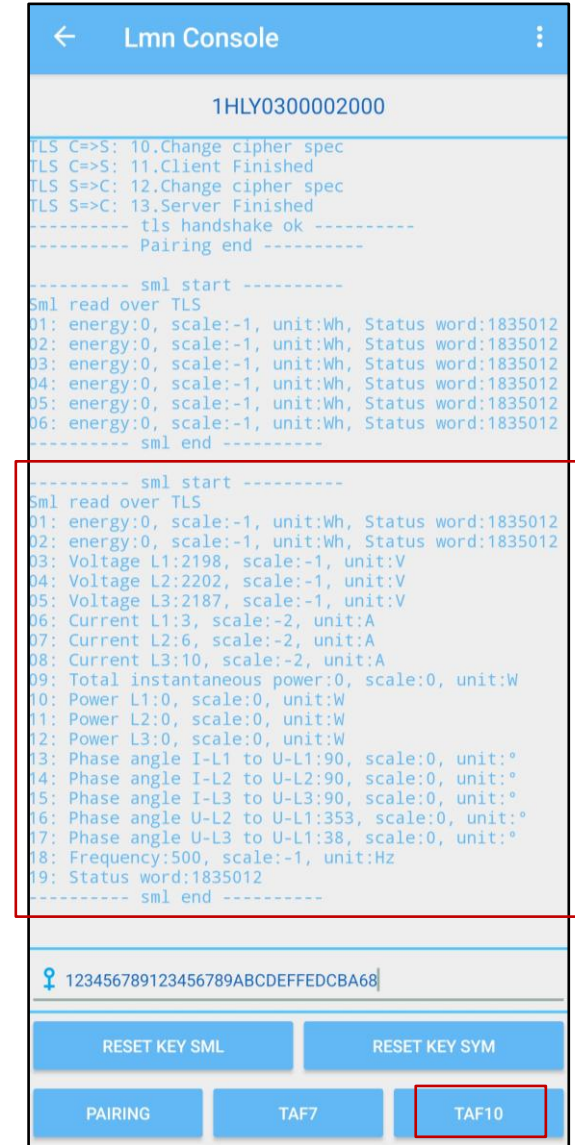 Lmn Console
1HLY0300002000
TLS C=>S: 10.Change cipher spec
TLS C=>S: 11.Client Finished
TLS S=>C: 12.Change cipher spec
TLS S=>C: 13.Server Finished
---------- tls handshake ok ----------
---------- Pairing end ----------
---------- sml start ----------
Sml read over TLS
01: energy:0, scale:-1, unit:Wh, Status word:1835012
02: energy:0, scale:-1, unit:Wh, Status word:1835012
03: energy:0, scale:-1, unit:Wh, Status word:1835012
04: energy:0, scale:-1, unit:Wh, Status word:1835012
05: energy:0, scale:-1, unit:Wh, Status word:1835012
06: energy:0, scale:-1, unit:Wh, Status word:1835012
---------- sml end ----------
---------- sml start ----------
Sml read over TLS
01: energy:0, scale:-1, unit:Wh, Status word:1835012
02: energy:0, scale:-1, unit:Wh, Status word:1835012
03: Voltage L1:2198, scale:-1, unit:V
04: Voltage L2:2202, scale:-1, unit:V
05: Voltage L3:2187, scale:-1, unit:V
06: Current L1:3, scale:-2, unit:A
07: Current L2:6, scale:-2, unit:A
08: Current L3:10, scale:-2, unit:A
09: Total instantaneous power:0, scale:0, unit:W
10: Power L1:0, scale:0, unit:W
11: Power L2:0, scale:0, unit:W
12: Power L3:0, scale:0, unit:W
13: Phase angle I-L1 to U-L1:90, scale:0, unit:°
14: Phase angle I-L2 to U-L2:90, scale:0, unit:°
15: Phase angle I-L3 to U-L3:90, scale:0, unit:°
16: Phase angle U-L2 to U-L1:353, scale:0, unit:°
17: Phase angle U-L3 to U-L1:38, scale:0, unit:°
18: Frequency:500, scale:-1, unit:Hz
19: Status word:1835012
---------- sml end ----------
123456789123456789ABCDEFFEDCBA68
RESET KEY SML RESET KEY SYM
PAIRING TAF7 TAF10